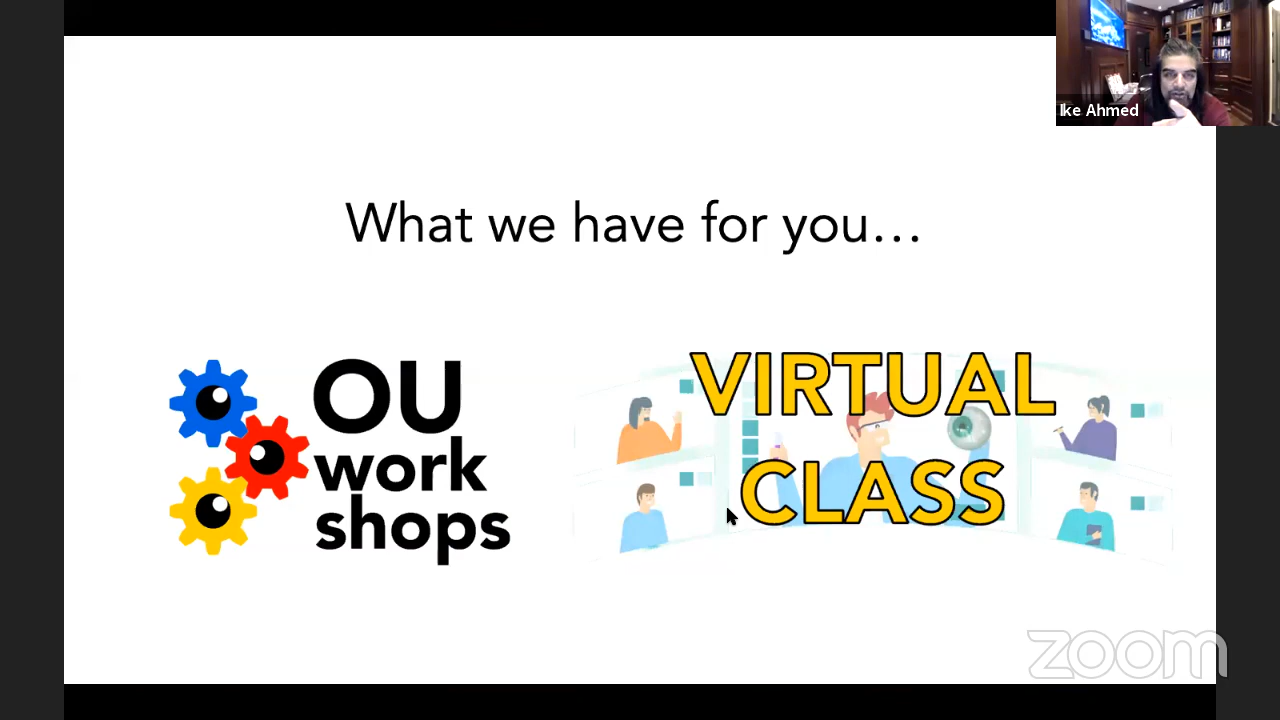 Ike Ahmed
What we have for you...
OU
work
shops
VIRTUAL
CLASS
zoom